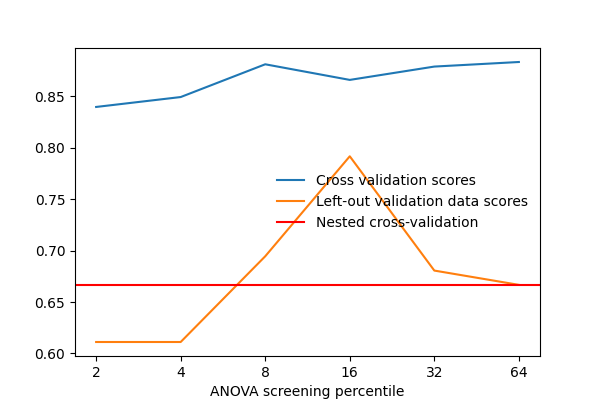 0.85
0.80
0.75
0.70
0.65
0.60
Cross validation scores
Left-out validation data scores
Nested cross-validation
2 4 8 16 32 64
ANOVA screening percentile